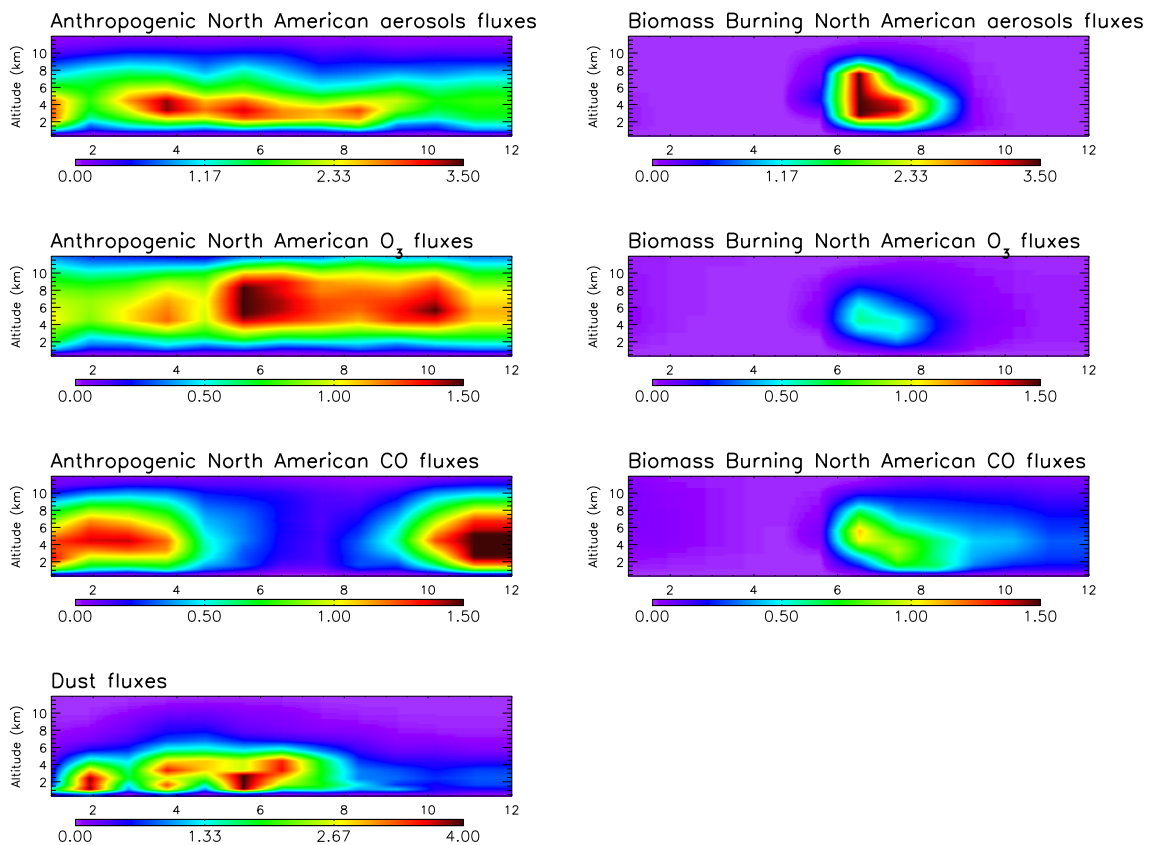 Anthropogenic North American aerosols fluxes
Altitude (km)
10
8
6
4
2
2 4 6 8 10 12
0.00 1.17 2.33 3.50
Biomass Burning North American aerosols fluxes
Altitude (km)
10
8
6
4
2
2 4 6 8 10 12
0.00 1.17 2.33 3.50
Anthropogenic North American O3 fluxes
Altitude (km)
10
8
6
4
2
2 4 6 8 10 12
0.00 0.50 1.00 1.50
Biomass Burning North American O3 fluxes
Altitude (km)
10
8
6
4
2
2 4 6 8 10 12
0.00 0.50 1.00 1.50
Anthropogenic North American CO fluxes
Altitude (km)
10
8
6
4
2
2 4 6 8 10 12
0.00 0.50 1.00 1.50
Biomass Burning North American CO fluxes
Altitude (km)
10
8
6
4
2
2 4 6 8 10 12
0.00 0.50 1.00 1.50
Dust fluxes
Altitude (km)
10
8
6
4
2
2 4 6 8 10 12
0.00 1.33 2.67 4.00